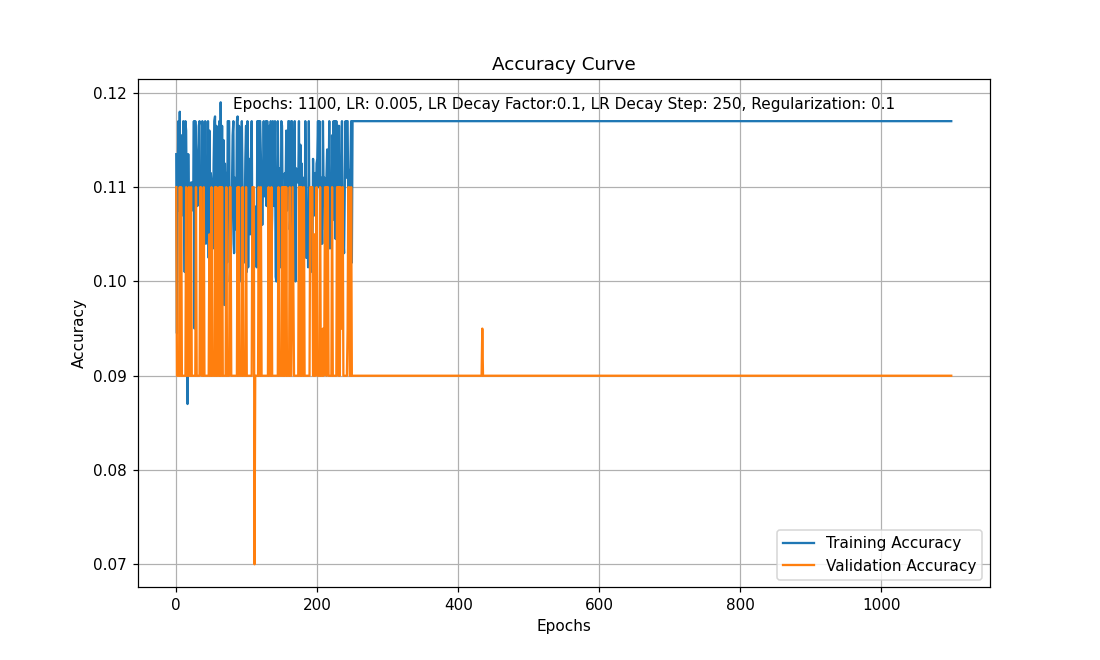 Accuracy Curve
Epochs: 1100, LR: 0.005, LR Decay Factor:0.1, LR Decay Step: 250, Regularization: 0.1
0.12
0.11
0.10
0.09
0.08
0.07
Accuracy
Training Accuracy
Validation Accuracy
0
200
400
600
800
1000
Epochs